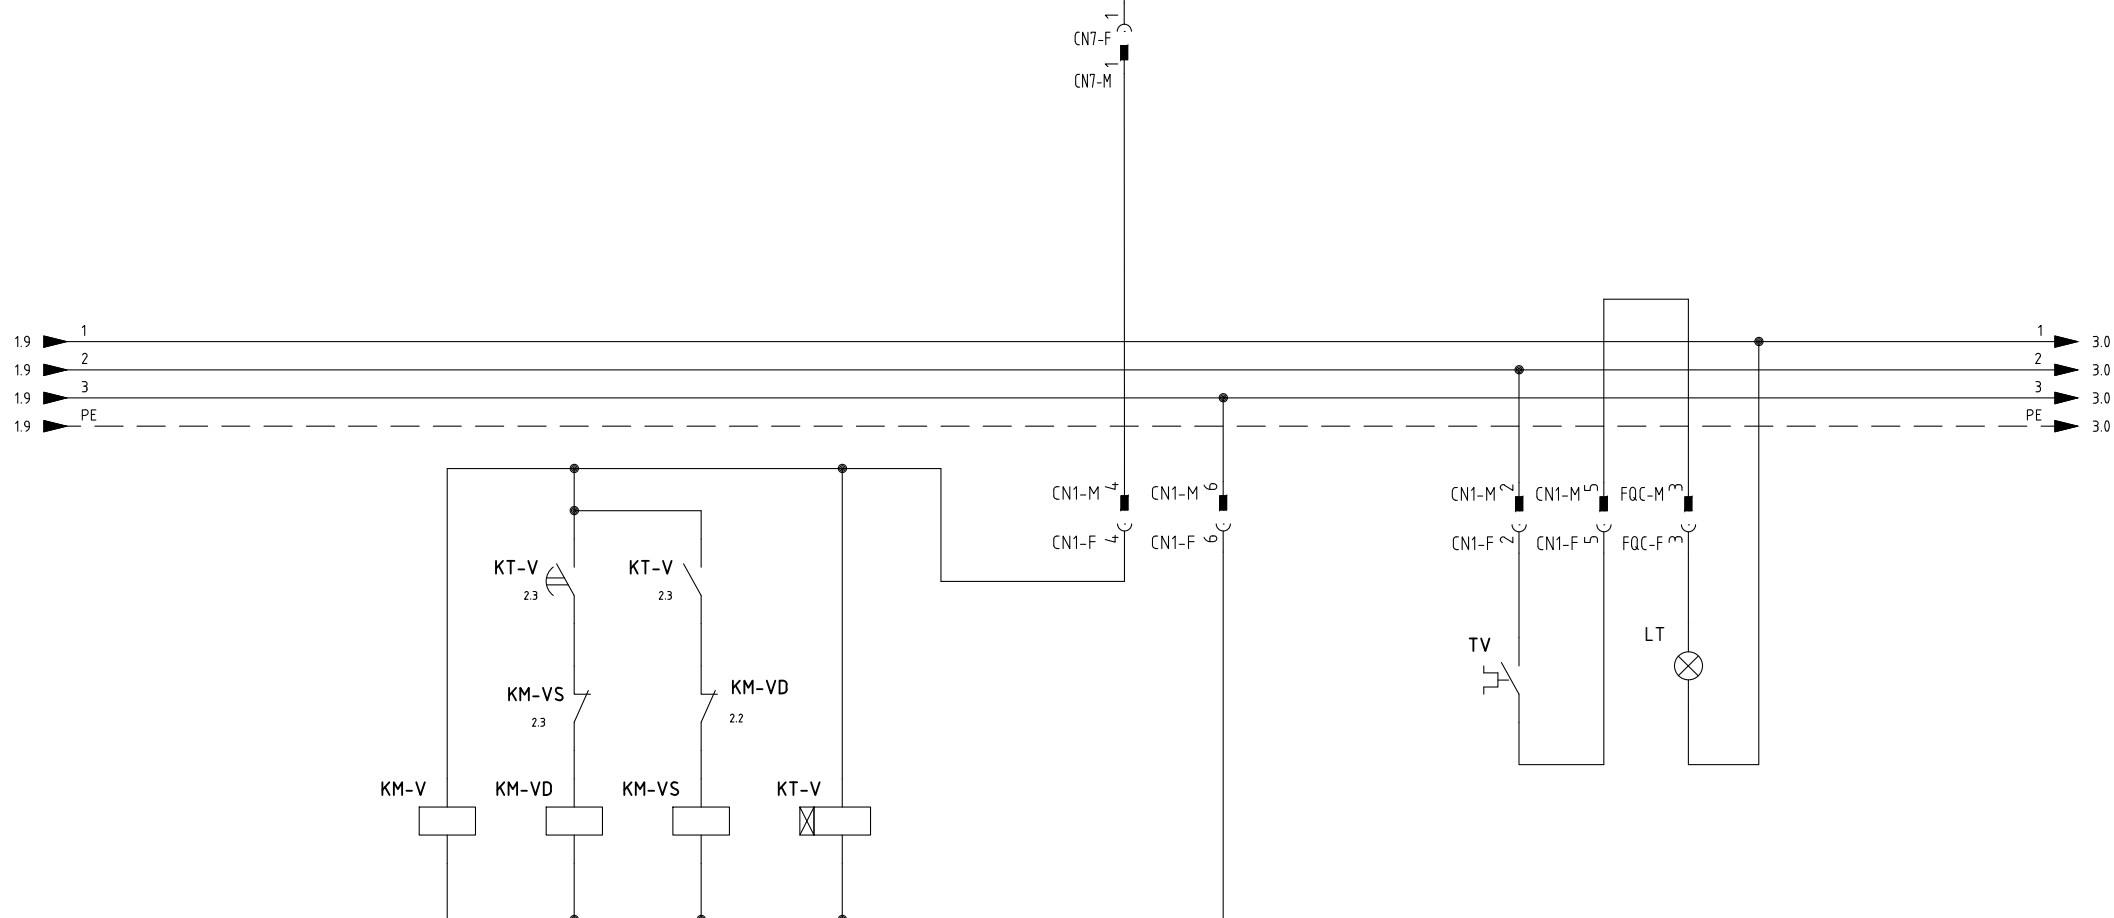 1
CN7-F
1
CN7-M
1 1
1.9 3.0
2 2
1.9 3.0
3 3
1.9 3.0
PE PE
1.9 3.0
CN1-M 4 CN1-M 6 CN1-M 2 CN1-M 5 FQC-M 3
CN1-F 4 CN1-F 6 CN1-F 2 CN1-F 5 FQC-F 3
KT-V KT-V
2.3 2.3
LT
TV
KM-VS KM-VD
2.3 2.2
KM-V KM-VD KM-VS KT-V